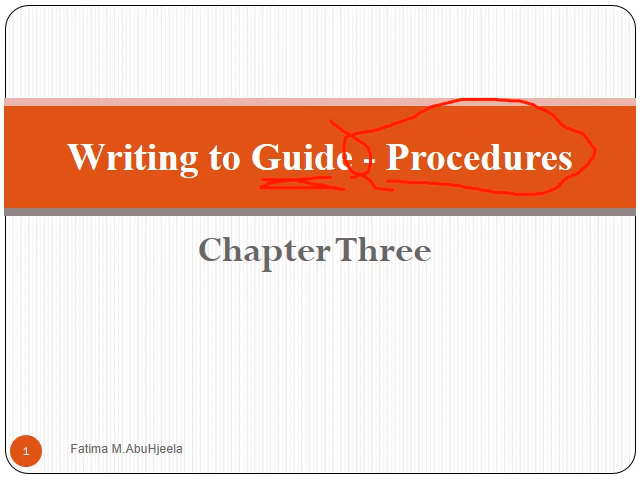 Writing to Guide - Procedures
Chapter Three
1
Fatima M.AbuHjeela